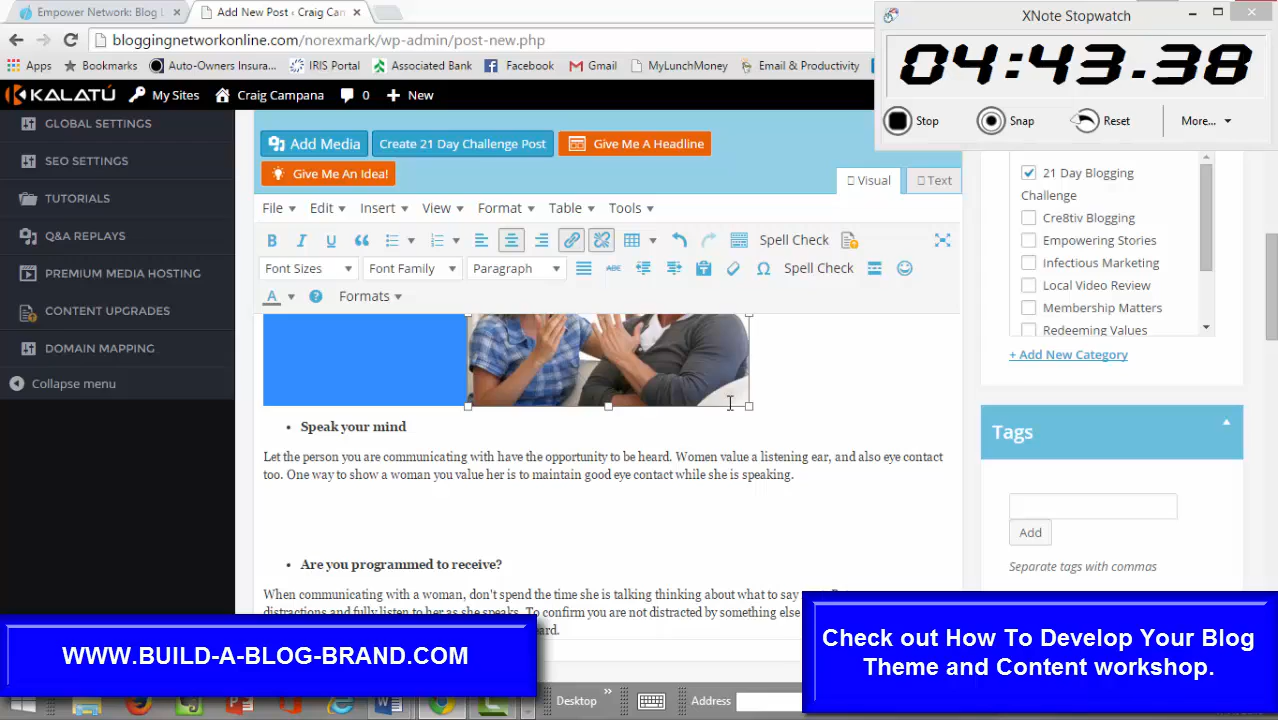 Empower Network: Blog L
Add New Post ‹ Craig Can
XNote Stopwatch
bloggingnetworkonline.com/norexmark/wp-admin/post-new.php
04:43.38
Apps
Bookmarks
Auto-Owners Insura...
IRIS Portal
Associated Bank
Facebook
Gmail
MyLunchMoney
Email & Productivity
KALATÚ
My Sites
Craig Campana
0
New
Stop
Snap
Reset
More...
GLOBAL SETTINGS
SEO SETTINGS
TUTORIALS
Q&A REPLAYS
PREMIUM MEDIA HOSTING
CONTENT UPGRADES
DOMAIN MAPPING
Collapse menu
Add Media
Create 21 Day Challenge Post
Give Me A Headline
Give Me An Idea!
Visual
Text
File
Edit
Insert
View
Format
Table
Tools
Spell Check
Font Sizes
Font Family
Paragraph
ABC
Spell Check
A
Formats
• Speak your mind
Let the person you are communicating with have the opportunity to be heard. Women value a listening ear, and also eye contact
too. One way to show a woman you value her is to maintain good eye contact while she is speaking.
• Are you programmed to receive?
When communicating with a woman, don't spend the time she is talking thinking about what to say
distractions and fully listen to her as she speaks. To confirm you are not distracted by something else
21 Day Blogging
Challenge
Cre8tiv Blogging
Empowering Stories
Infectious Marketing
Local Video Review
Membership Matters
Redeeming Values
+ Add New Category
Tags
Add
Separate tags with commas
WWW.BUILD-A-BLOG-BRAND.COM
Check out How To Develop Your Blog
Theme and Content workshop.
Desktop
Address